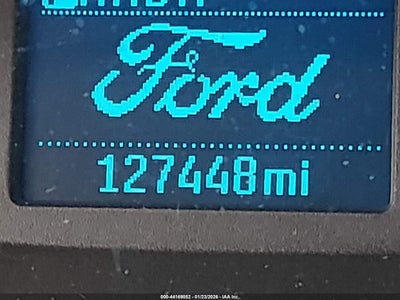 Ford
127448mi
000-44169052 - 01/23/2026 - IAA Inc.